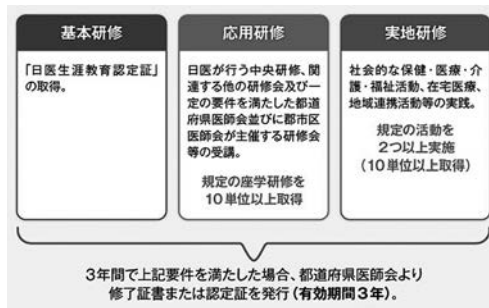 基本研修
「日医生涯教育認定証」
の取得。
応用研修
日医が行う中央研修、関
連する他の研修会及び一
定の要件を満たした都道
府県医師会並びに郡市区
医師会が主催する研修会
等の受講。
規定の座学研修を
10単位以上取得
実地研修
社会的な保健・医療・介
護・福祉活動、在宅医療、
地域連携活動等の実践。
規定の活動を
2つ以上実施
(10単位以上取得)
3年間で上記要件を満たした場合、都道府県医師会より
修了証書または認定証を発行(有効期間3年)。